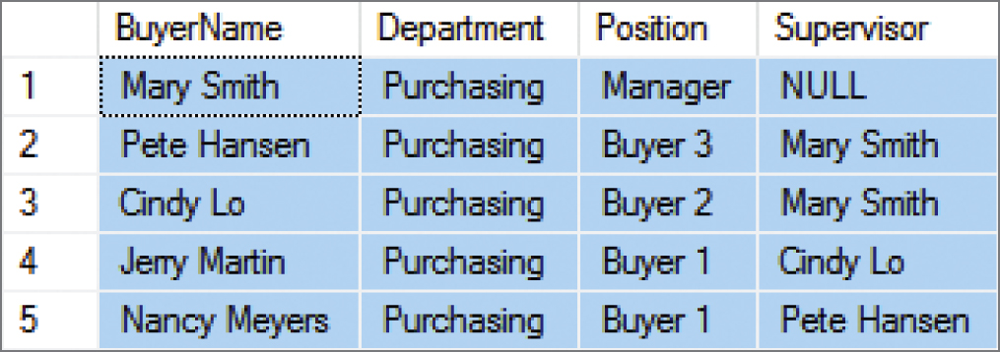 BuyerName Department Position Supervisor
1 Mary Smith Purchasing Manager NULL
2 Pete Hansen Purchasing Buyer 3 Mary Smith
3 Cindy Lo Purchasing Buyer 2 Mary Smith
4 Jerry Martin Purchasing Buyer 1 Cindy Lo
5 Nancy Meyers Purchasing Buyer 1 Pete Hansen